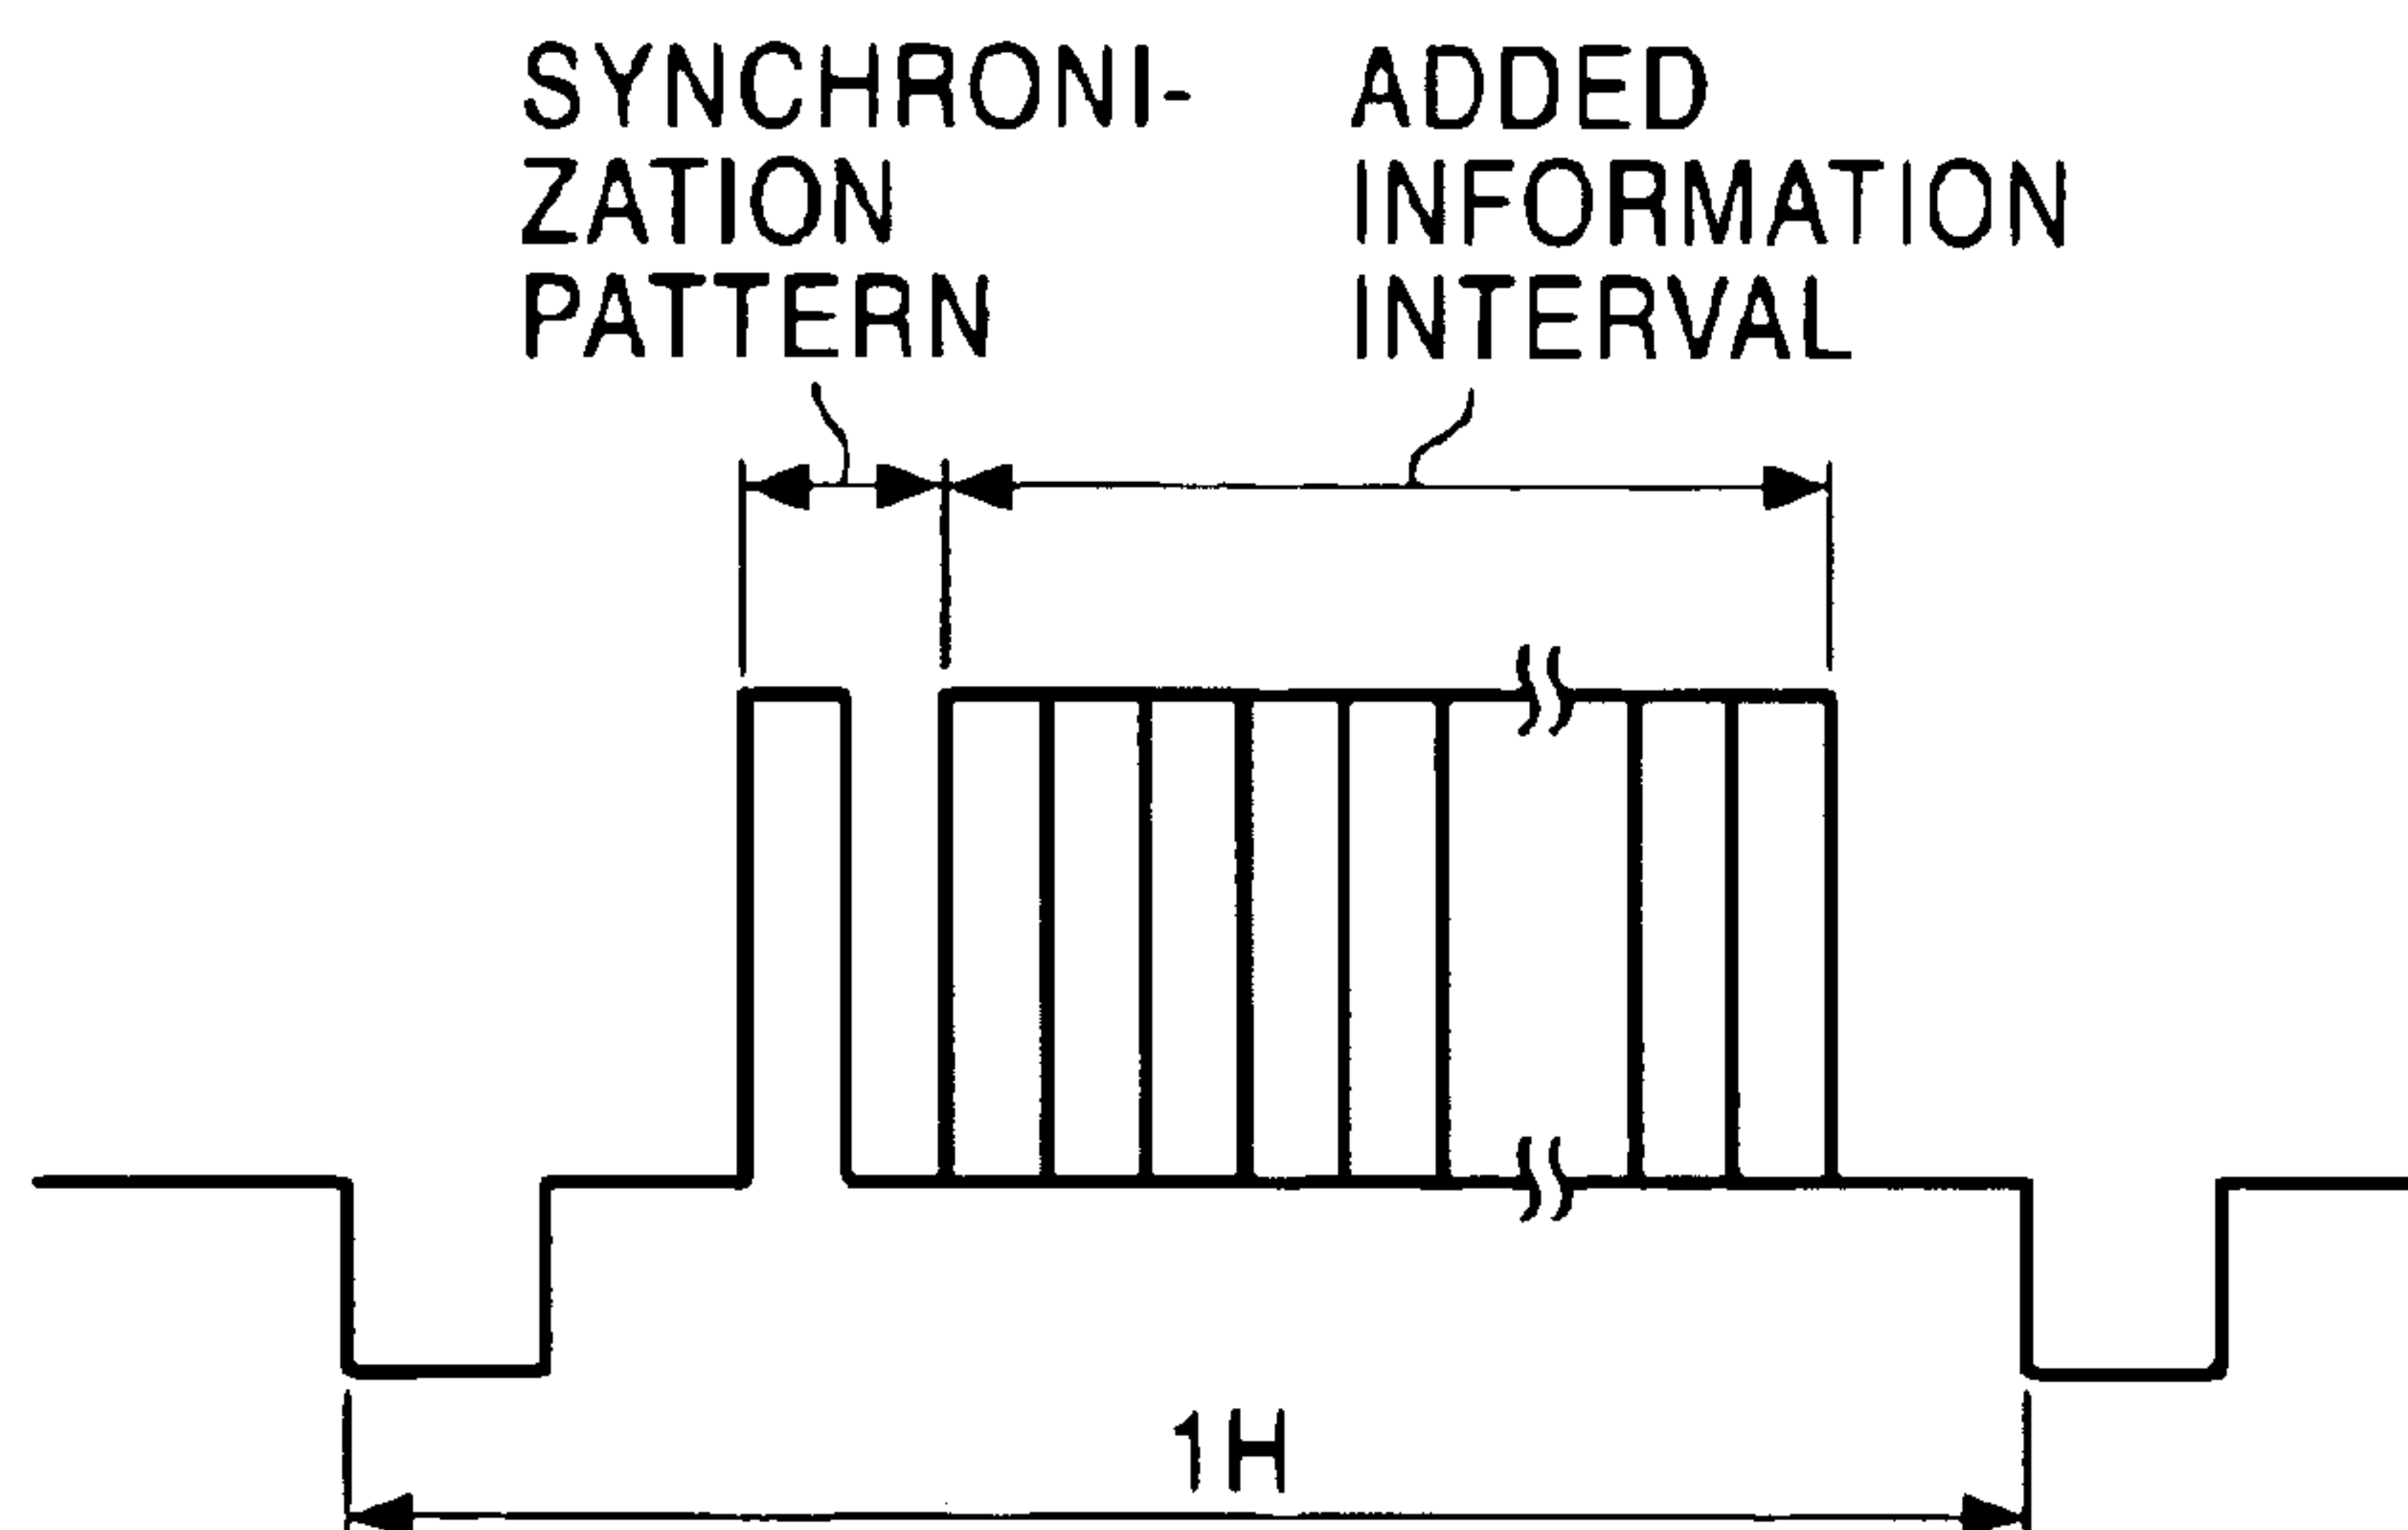 SYNCHRONI-
ZATION
PATTERN
ADDED
INFORMATION
INTERVAL
1H